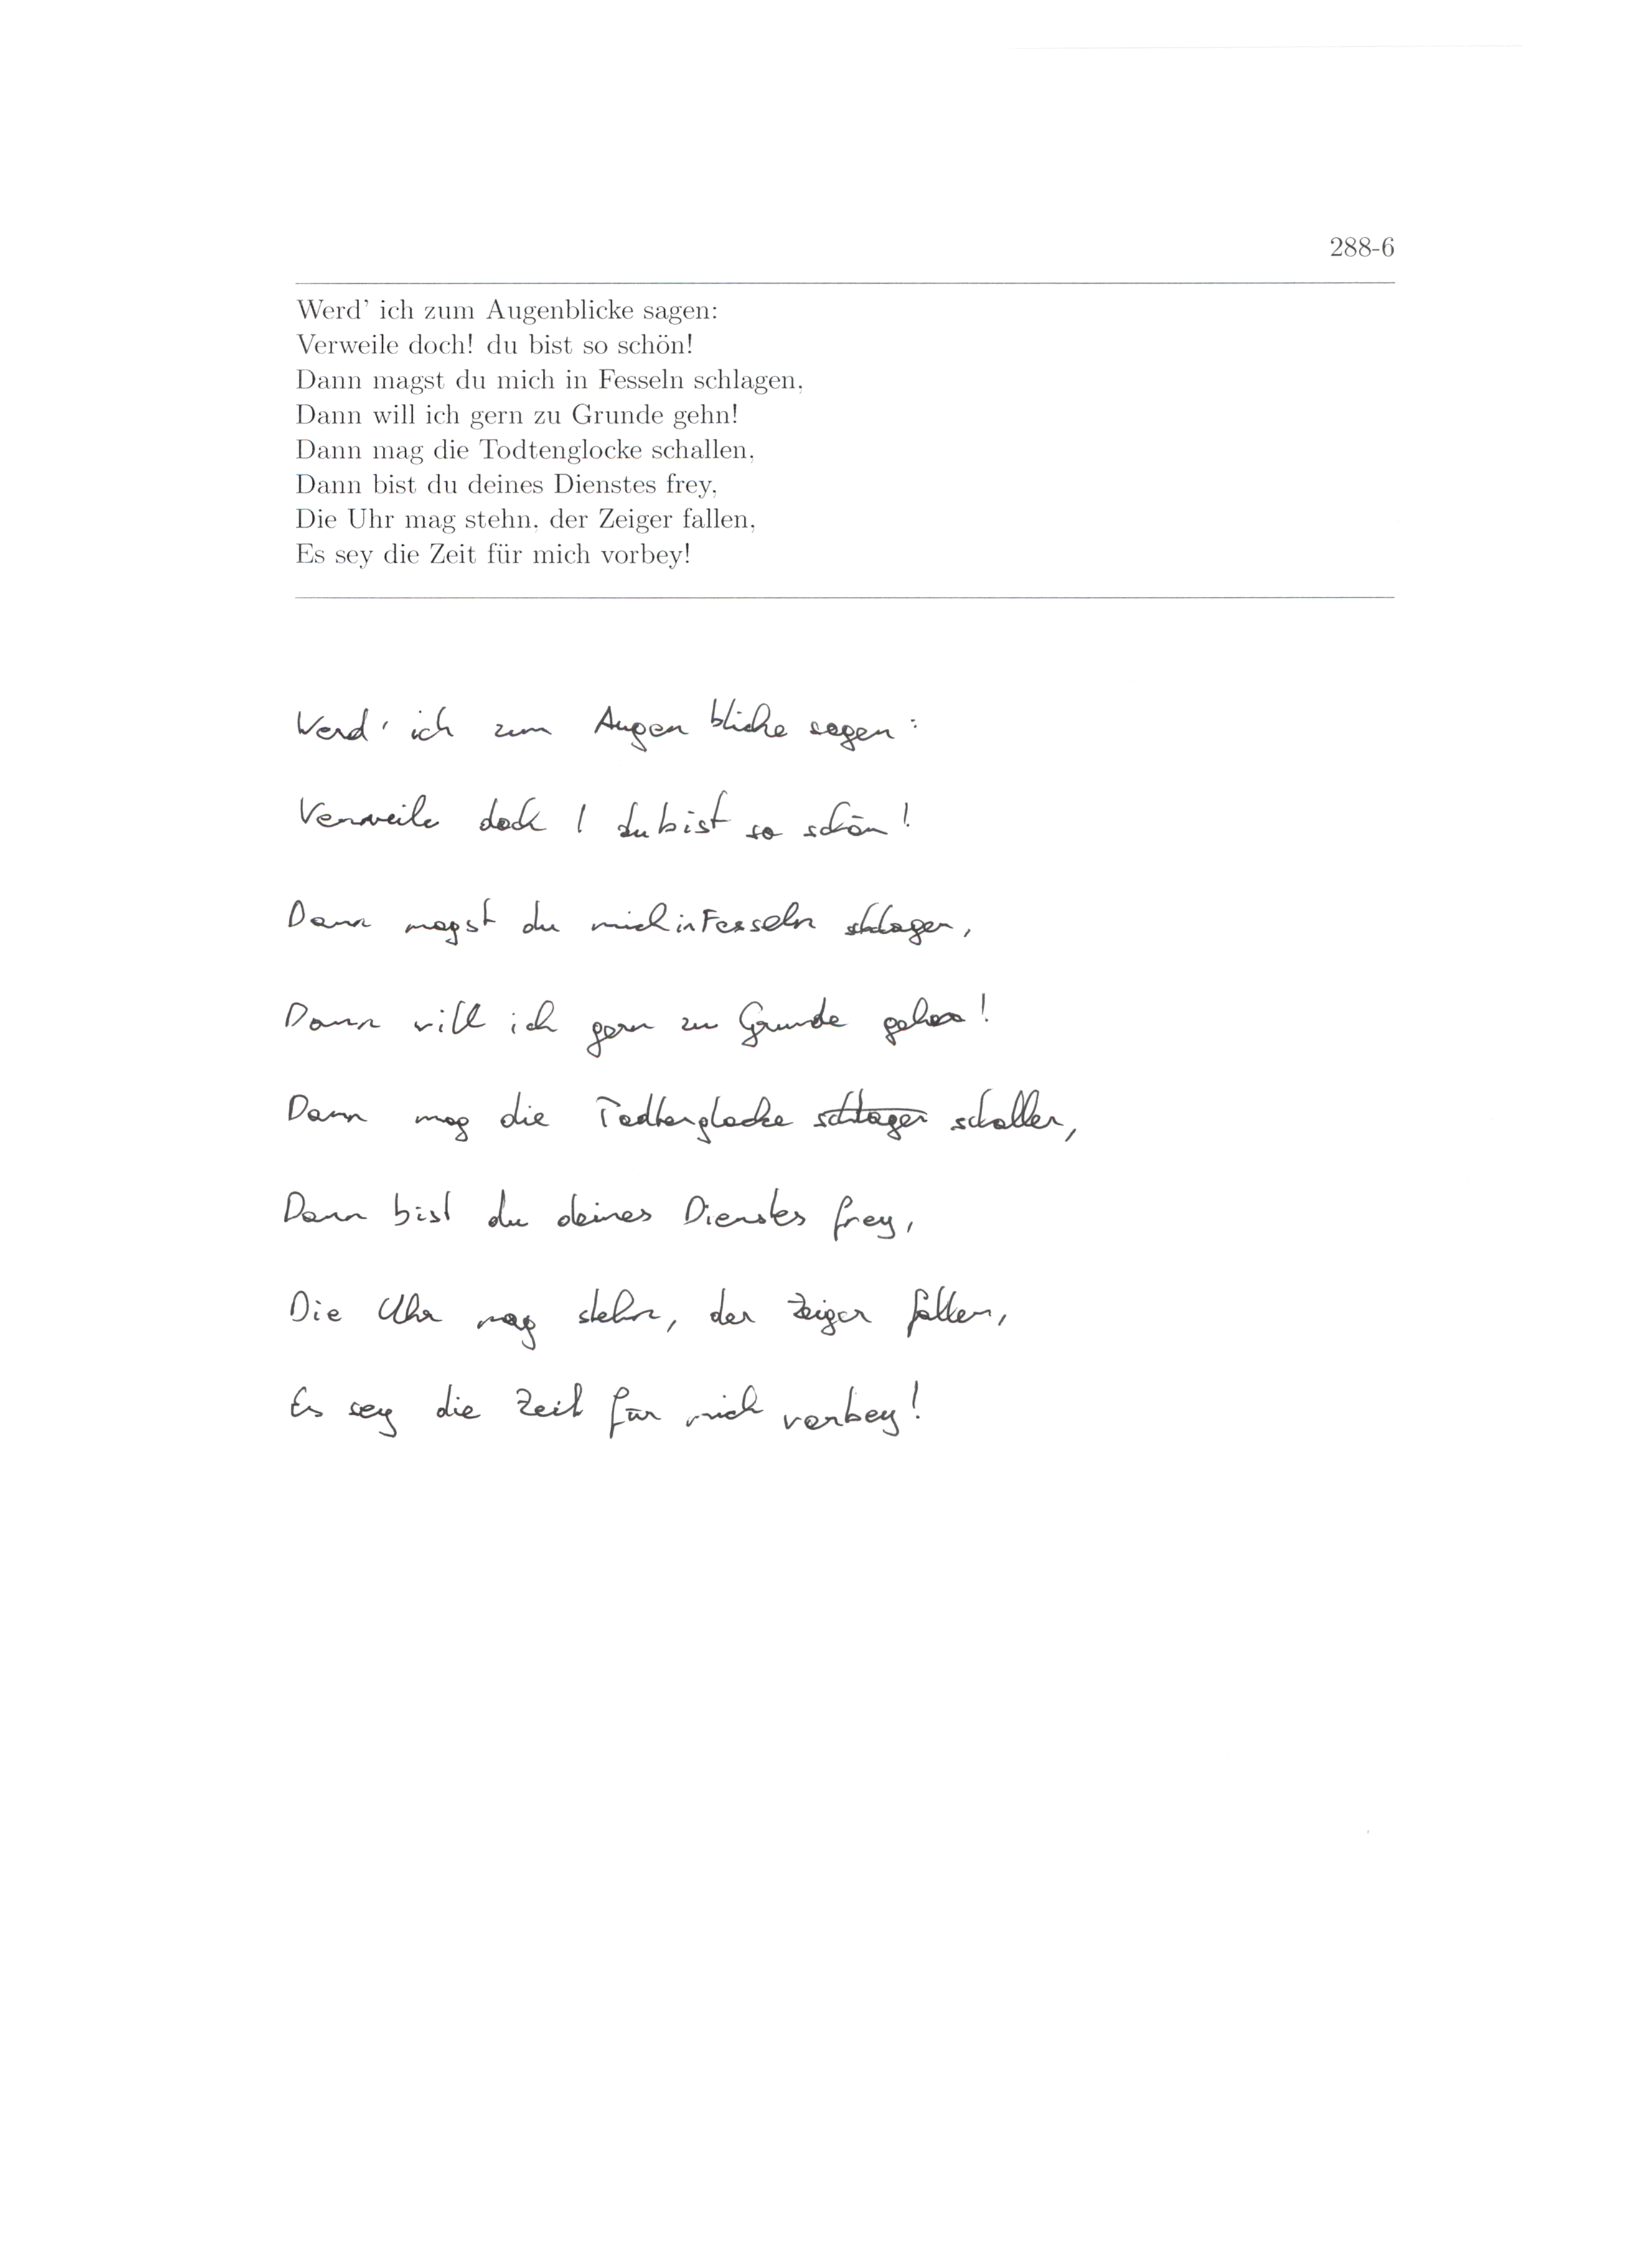 288-6
Werd' ich zum Augenblicke sagen:
Verweile doch! du bist so schön!
Dann magst du mich in Fesseln schlagen,
Dann will ich gern zu Grunde gehn!
Dann mag die Todtenglocke schallen,
Dann bist du deines Dienstes frey,
Die Uhr mag stehn, der Zeiger fallen,
Es sey die Zeit für mich vorbey!
Werd' ich zum Augen blicke sagen:
Verweile doch! du bist so schön!
Dann magst du mich in Fesseln schlagen,
Dann will ich gern zu Grunde gehen!
Dann mag die Todtenglocke schlagen schallen,
Dann bist du deines Dienstes frey,
Die Uhr mag stehn, der Zeiger fallen,
Es sey die Zeit für mich vorbey!